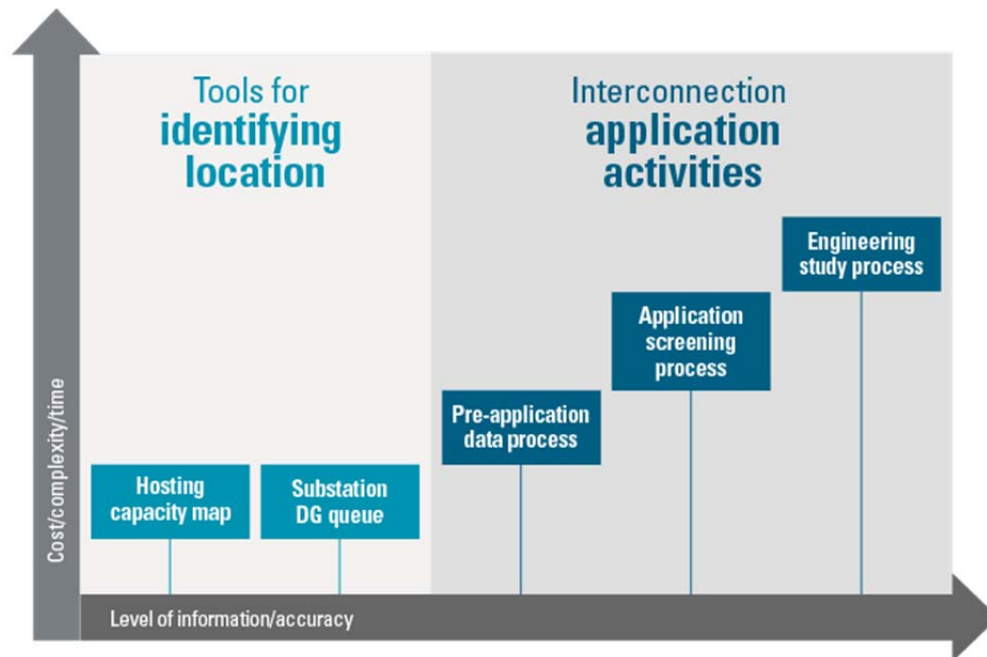 Tools for
identifying
location
Interconnection
application
activities
Engineering
study process
Application
screening
process
Pre-application
data process
Hosting
capacity map
Substation
DG queue
Cost/complexity/time
Level of information/accuracy